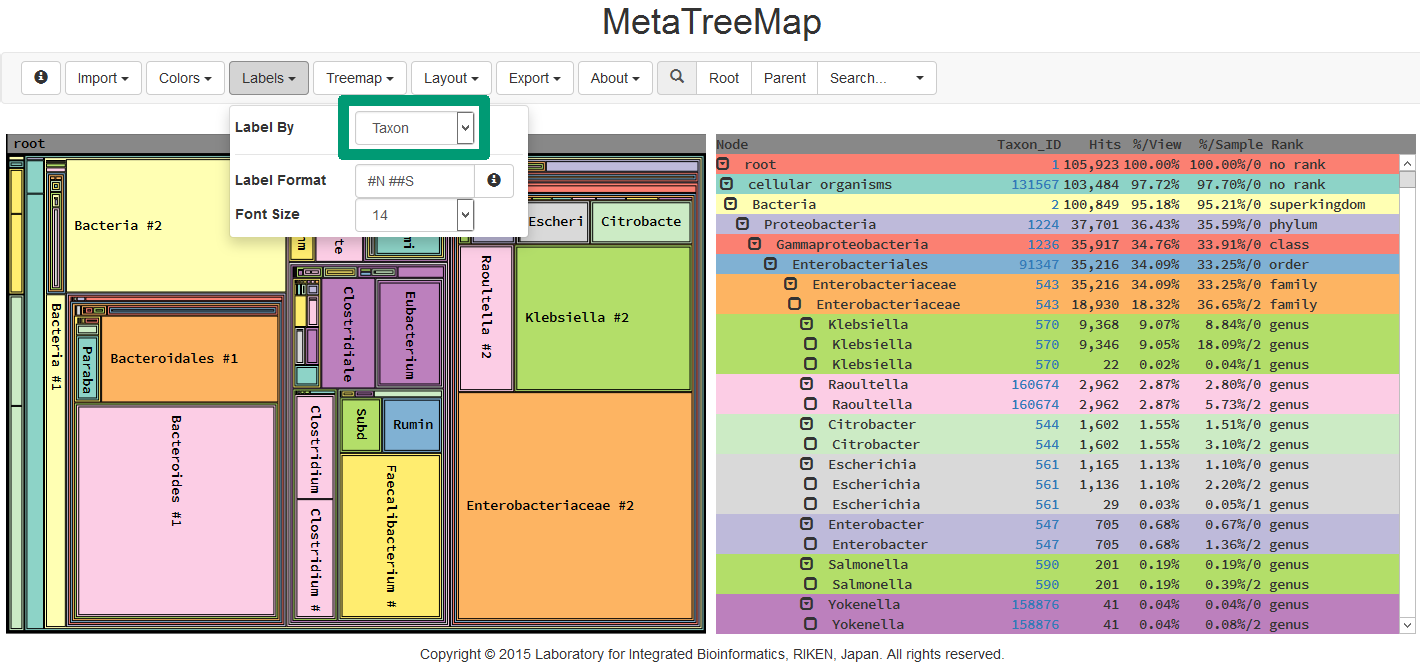 MetaTreeMap
Import Colors Labels Treemap Layout Export About Root Parent Search...
Label By Taxon
Label Format #N ##S
Font Size 14
root
Bacteria #2
Bacteria #1
Paraba
Bacteroidales #1
Bacteroides #1
Clostridiale
Eubacterium
Clostridium
Clostridium #
Subd
Rumin
Faecalibacterium #
Escheri
Citrobacte
Raoultella #2
Klebsiella #2
Enterobacteriaceae #2
Node Taxon_ID Hits %/View %/Sample Rank
root 1 105,923 100.00% 100.00%/0 no rank
cellular organisms 131567 103,484 97.72% 97.70%/0 no rank
Bacteria 2 100,849 95.18% 95.21%/0 superkingdom
Proteobacteria 1224 37,701 36.43% 35.59%/0 phylum
Gammaproteobacteria 1236 35,917 34.76% 33.91%/0 class
Enterobacteriales 91347 35,216 34.09% 33.25%/0 order
Enterobacteriaceae 543 35,216 34.09% 33.25%/0 family
Enterobacteriaceae 543 18,930 18.32% 36.65%/2 family
Klebsiella 570 9,368 9.07% 8.84%/0 genus
Klebsiella 570 9,346 9.05% 18.09%/2 genus
Klebsiella 570 22 0.02% 0.04%/1 genus
Raoultella 160674 2,962 2.87% 2.80%/0 genus
Raoultella 160674 2,962 2.87% 5.73%/2 genus
Citrobacter 544 1,602 1.55% 1.51%/0 genus
Citrobacter 544 1,602 1.55% 3.10%/2 genus
Escherichia 561 1,165 1.13% 1.10%/0 genus
Escherichia 561 1,136 1.10% 2.20%/2 genus
Escherichia 561 29 0.03% 0.05%/1 genus
Enterobacter 547 705 0.68% 0.67%/0 genus
Enterobacter 547 705 0.68% 1.36%/2 genus
Salmonella 590 201 0.19% 0.19%/0 genus
Salmonella 590 201 0.19% 0.39%/2 genus
Yokenella 158876 41 0.04% 0.04%/0 genus
Yokenella 158876 41 0.04% 0.08%/2 genus
Copyright © 2015 Laboratory for Integrated Bioinformatics, RIKEN, Japan. All rights reserved.